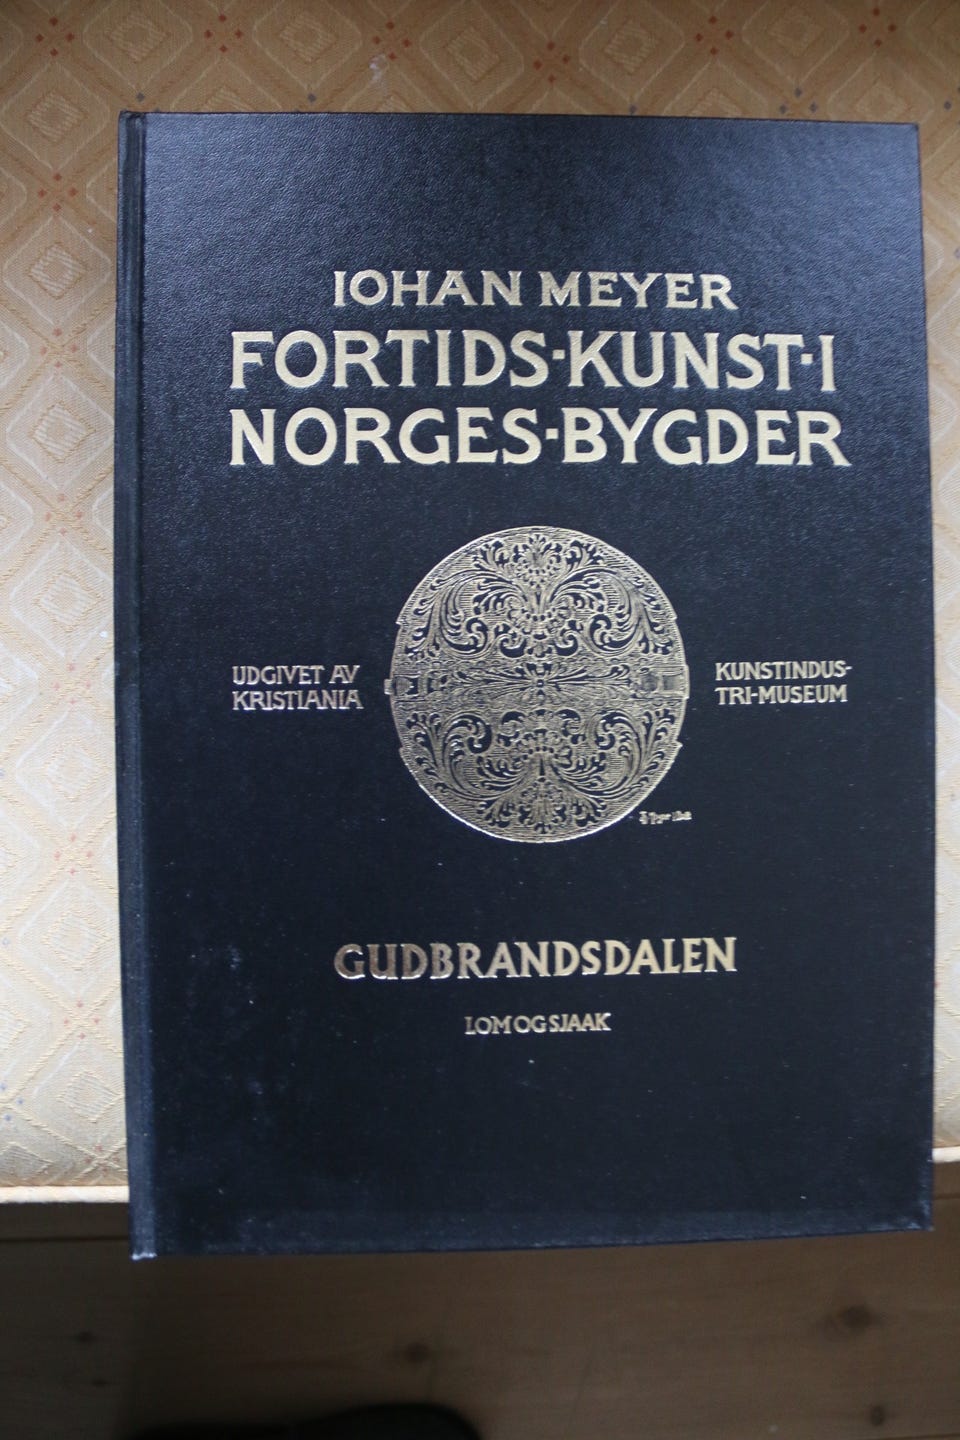 IOHAN MEYER
FORTIDS·KUNST·I
NORGES·BYGDER
UDGIVET AV
KRISTIANIA
KUNSTINDUS-
TRI-MUSEUM
GUDBRANDSDALEN
LOM OG SJAAK